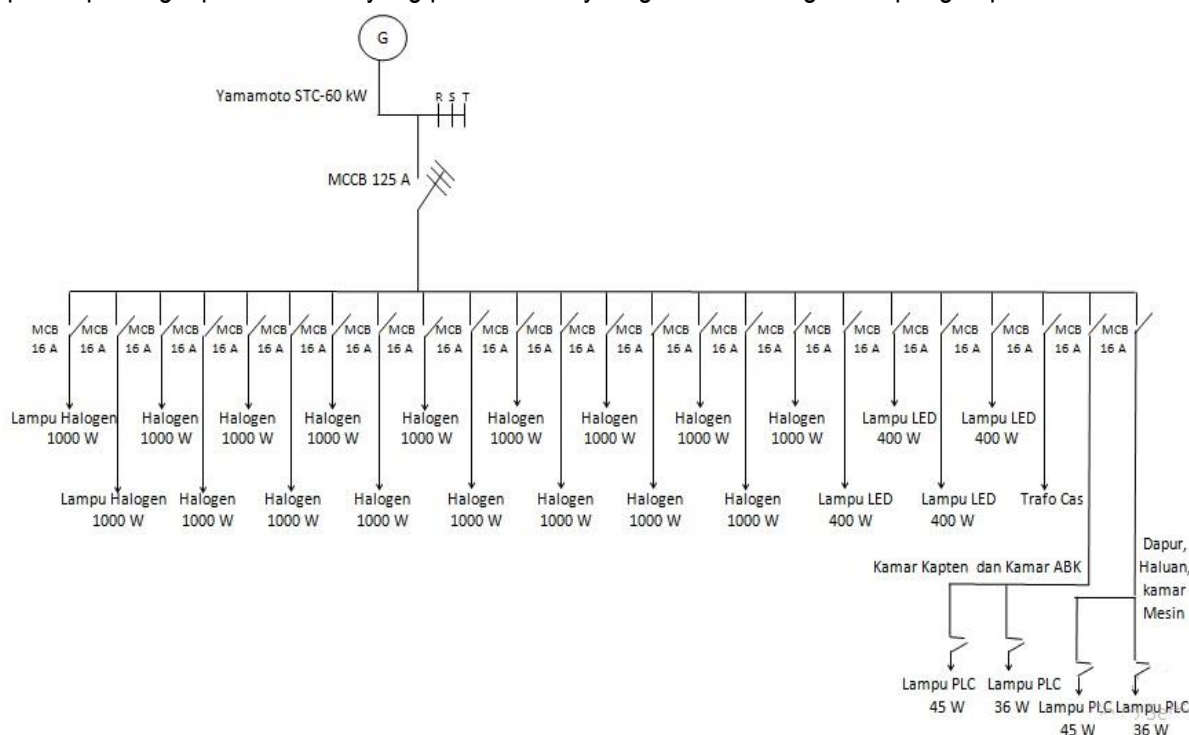 G
Yamamoto STC-60 kW
R S T
MCCB 125 A
MCB MCB MCB MCB MCB MCB MCB MCB MCB MCB MCB MCB MCB MCB MCB MCB MCB MCB MCB MCB MCB MCB MCB MCB
16 A 16 A 16 A 16 A 16 A 16 A 16 A 16 A 16 A 16 A 16 A 16 A 16 A 16 A 16 A 16 A 16 A 16 A 16 A 16 A 16 A 16 A 16 A 16 A
Lampu Halogen Halogen Halogen Halogen Halogen Halogen Halogen Halogen Halogen Lampu LED Lampu LED
1000 W 1000 W 1000 W 1000 W 1000 W 1000 W 1000 W 1000 W 1000 W 400 W 400 W
Lampu Halogen Halogen Halogen Halogen Halogen Halogen Halogen Halogen Lampu LED Lampu LED Trafo Cas
1000 W 1000 W 1000 W 1000 W 1000 W 1000 W 1000 W 1000 W 400 W 400 W
Kamar Kapten dan Kamar ABK
Dapur,
Haluan,
kamar
Mesin
Lampu PLC
45 W
Lampu PLC
36 W
Lampu PLC
45 W
Lampu PLC
36 W